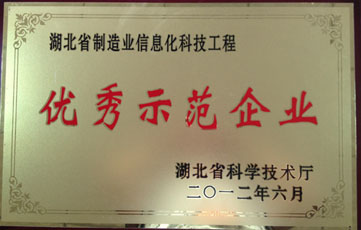 湖北省制造业信息化科技工程
优秀示范企业
湖北省科学技术厅
二〇一二年六月